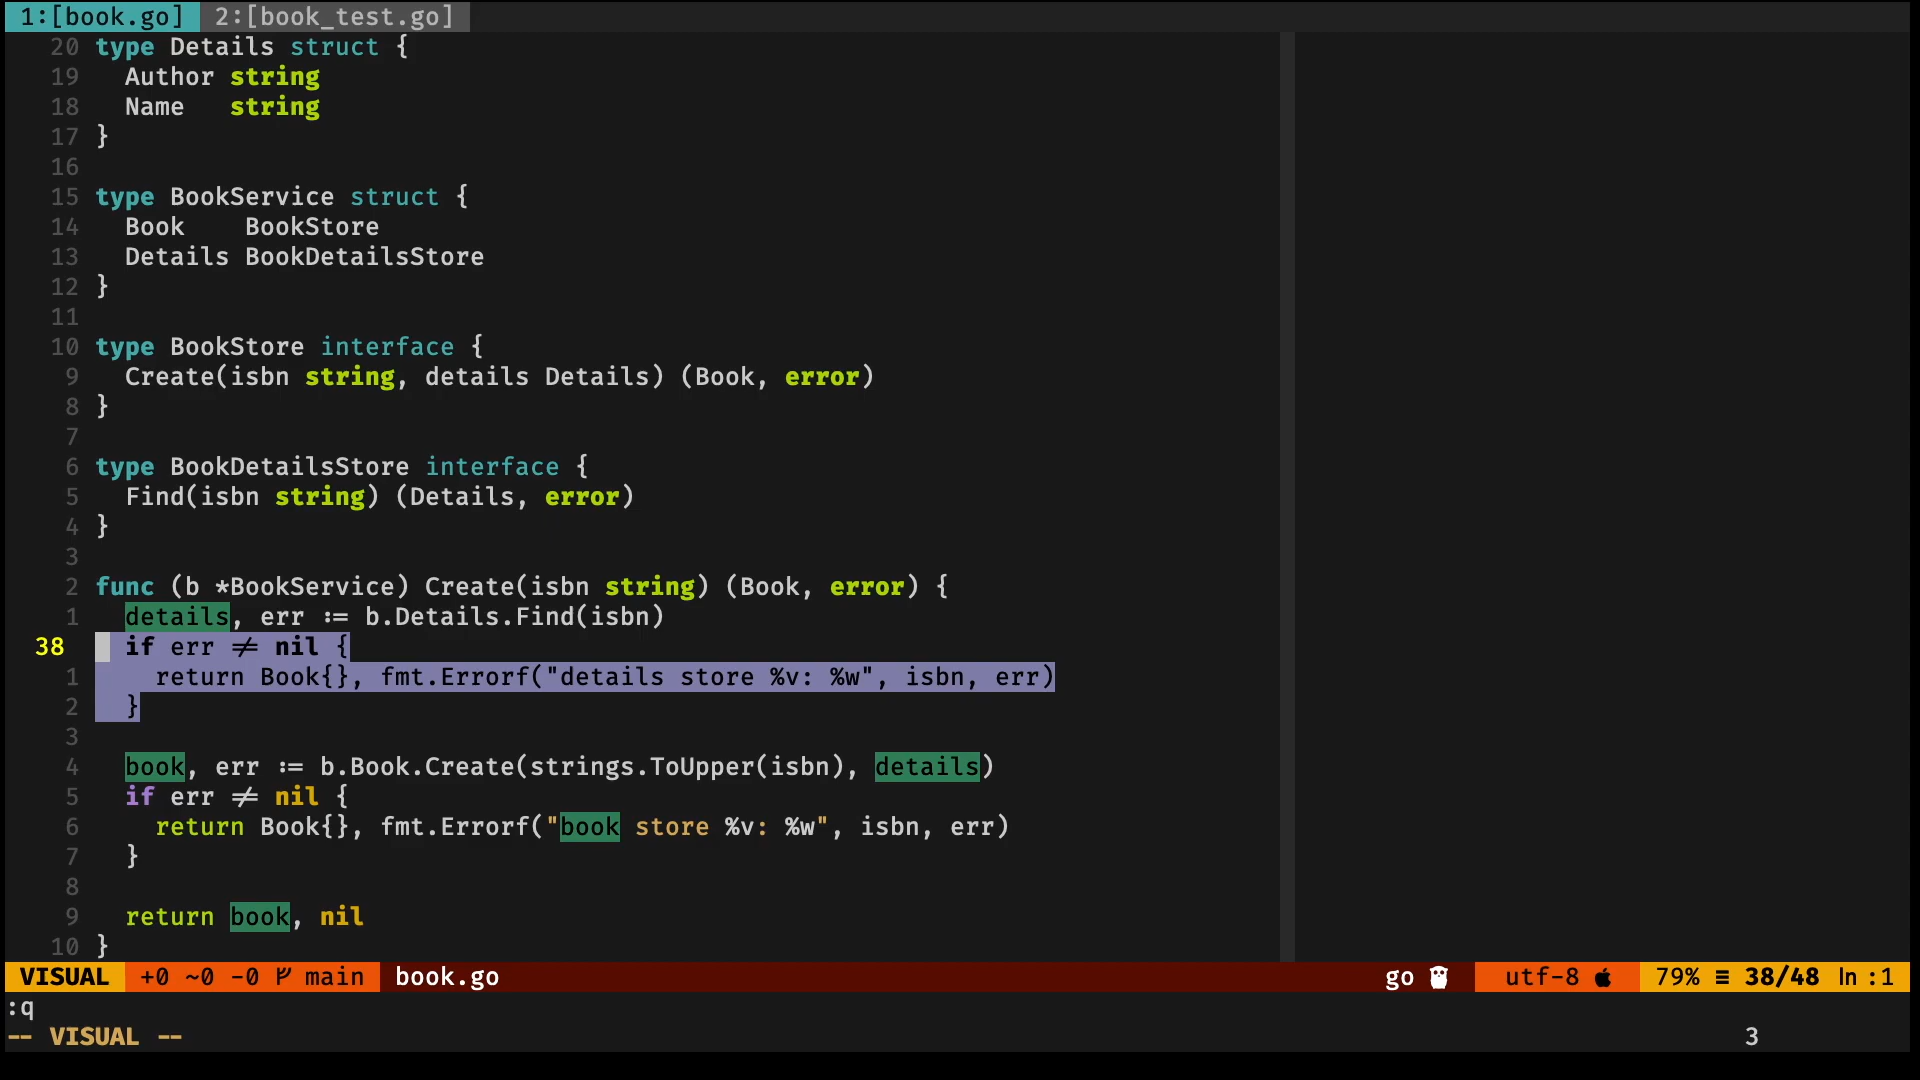 1:[book.go] 2:[book_test.go]
20 type Details struct {
19   Author string
18   Name   string
17 }
16
15 type BookService struct {
14   Book    BookStore
13   Details BookDetailsStore
12 }
11
10 type BookStore interface {
9   Create(isbn string, details Details) (Book, error)
8 }
7
6 type BookDetailsStore interface {
5   Find(isbn string) (Details, error)
4 }
3
2 func (b *BookService) Create(isbn string) (Book, error) {
1   details, err := b.Details.Find(isbn)
38   if err ≠ nil {
1     return Book{}, fmt.Errorf("details store %v: %w", isbn, err)
2   }
3
4   book, err := b.Book.Create(strings.ToUpper(isbn), details)
5   if err ≠ nil {
6     return Book{}, fmt.Errorf("book store %v: %w", isbn, err)
7   }
8
9   return book, nil
10 }
VISUAL +0 ~0 -0 main book.go go utf-8 79% ≡ 38/48 ln :1
:q
-- VISUAL -- 3